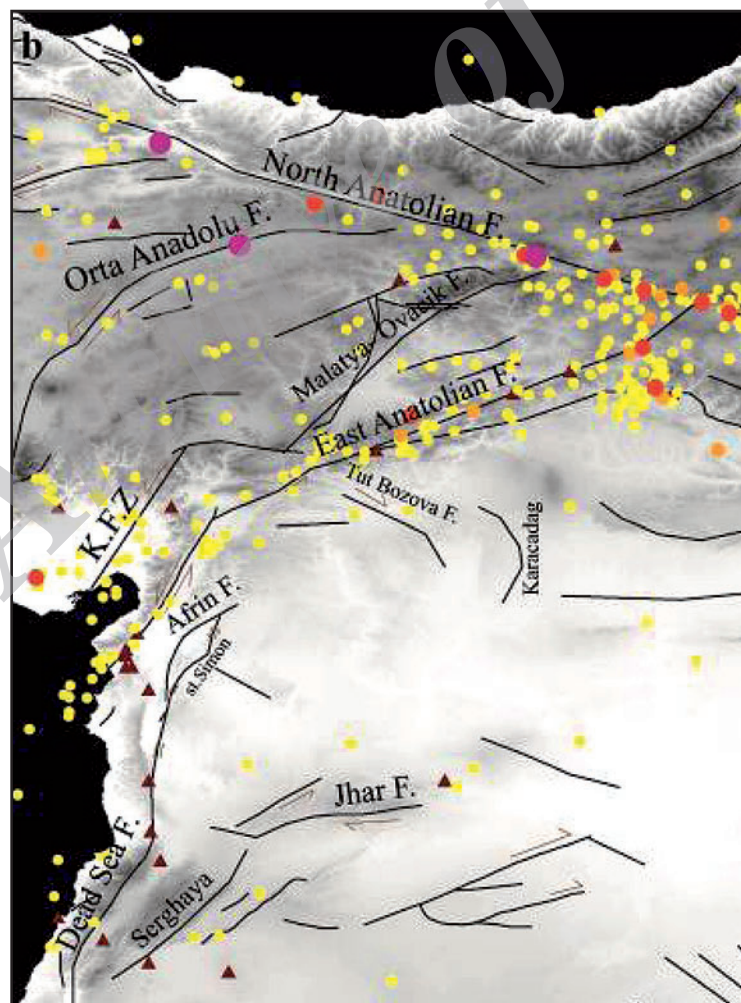 b
North Anatolian F.
Orta Anadolu F.
Malatya- Ovacik F.
East Anatolian F.
Tut Bozova F.
K.F.Z
Karacadag
Afrin F.
st.Simon
Jhar F.
Dead Sea F.
Serghaya